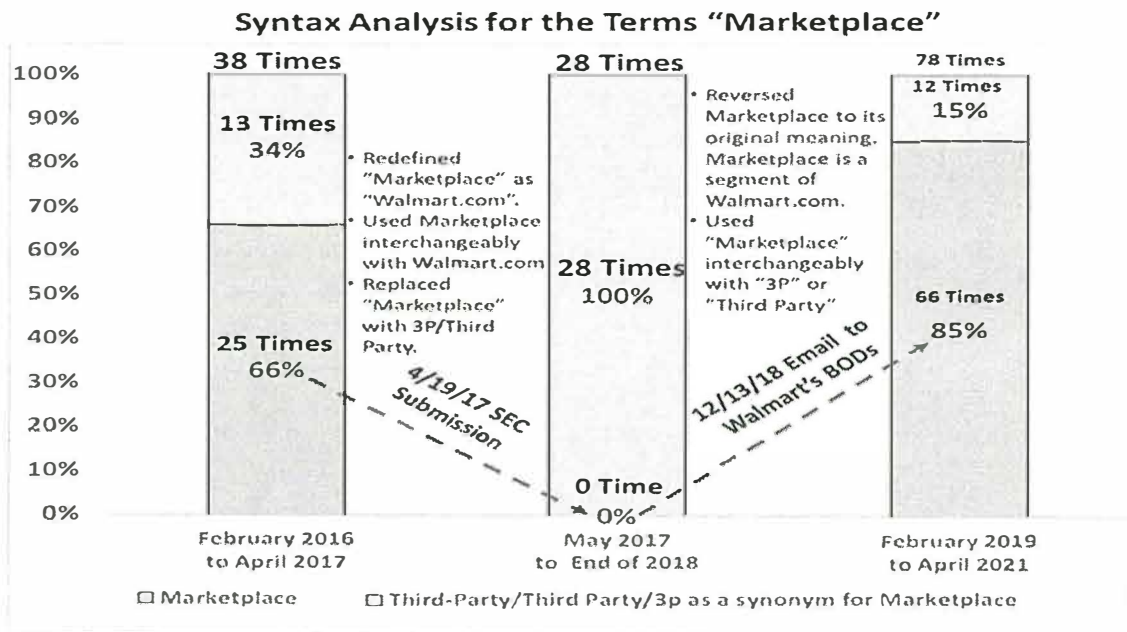 Syntax Analysis for the Terms “Marketplace”
100%
90%
80%
70%
60%
50%
40%
30%
20%
10%
0%
38 Times
13 Times
34%
25 Times
66%
• Redefined
“Marketplace” as
“Walmart.com”.
• Used Marketplace
interchangeably
with Walmart.com
• Replaced
“Marketplace”
with 3P/Third
Party.
4/19/17 SEC
Submission
28 Times
28 Times
100%
0 Time
0%
• Reversed
Marketplace to its
original meaning.
Marketplace is a
segment of
Walmart.com.
• Used
“Marketplace”
interchangeably
with “3P” or
“Third Party”
12/13/18 Email to
Walmart's BODs
78 Times
12 Times
15%
66 Times
85%
February 2016
to April 2017
May 2017
to End of 2018
February 2019
to April 2021
Marketplace
Third-Party/Third Party/3p as a synonym for Marketplace